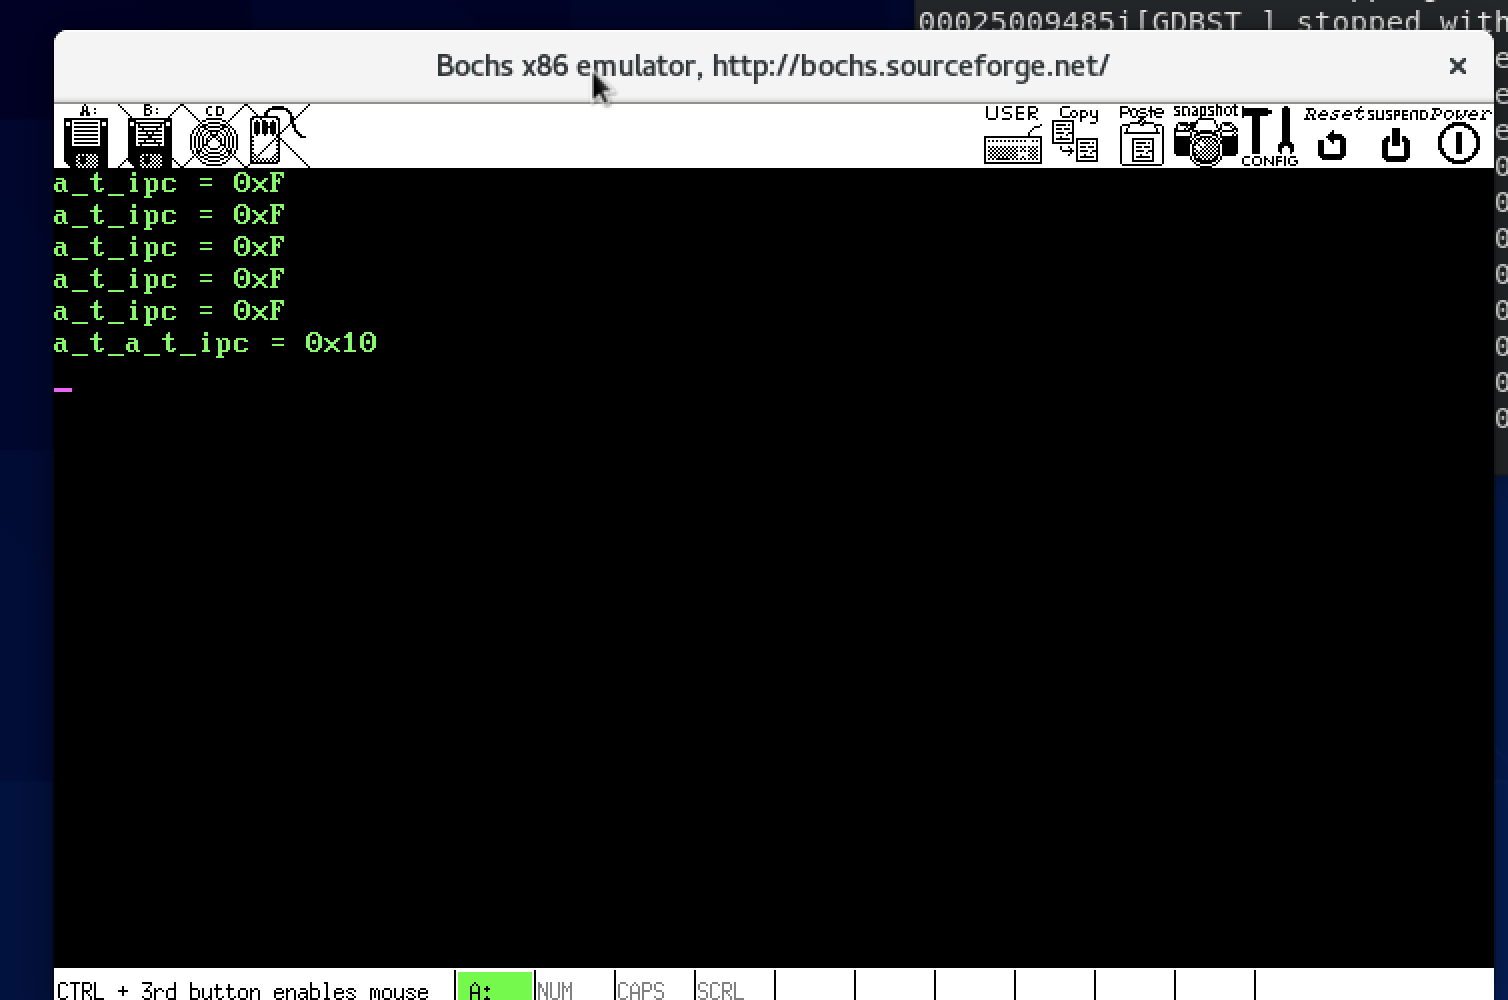 00025009485i[GDBST ] stopped with
Bochs x86 emulator, http://bochs.sourceforge.net/
A: B: CD USER Copy Paste snapshot CONFIG Reset SUSPEND Power
a_t_ipc = 0xF
a_t_ipc = 0xF
a_t_ipc = 0xF
a_t_ipc = 0xF
a_t_ipc = 0xF
a_t_a_t_ipc = 0x10
CTRL + 3rd button enables mouse A: NUM CAPS SCRL